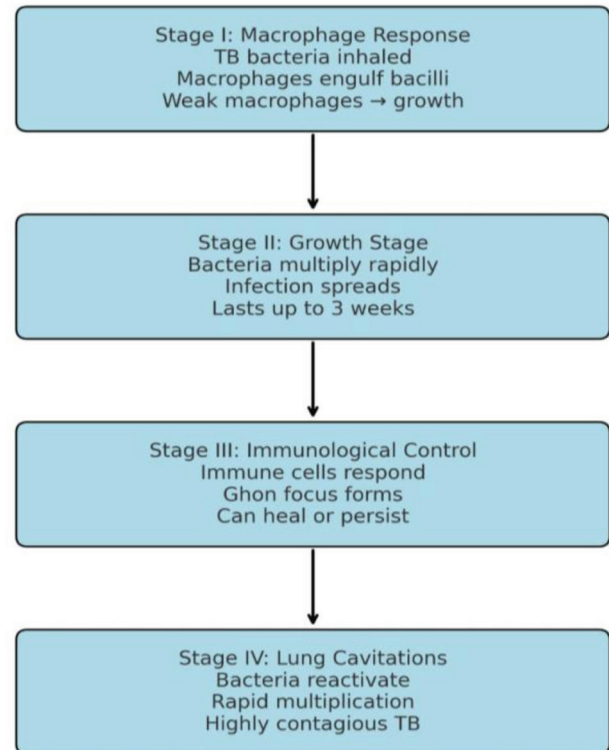 Stage I: Macrophage Response
TB bacteria inhaled
Macrophages engulf bacilli
Weak macrophages → growth
Stage II: Growth Stage
Bacteria multiply rapidly
Infection spreads
Lasts up to 3 weeks
Stage III: Immunological Control
Immune cells respond
Ghon focus forms
Can heal or persist
Stage IV: Lung Cavitations
Bacteria reactivate
Rapid multiplication
Highly contagious TB